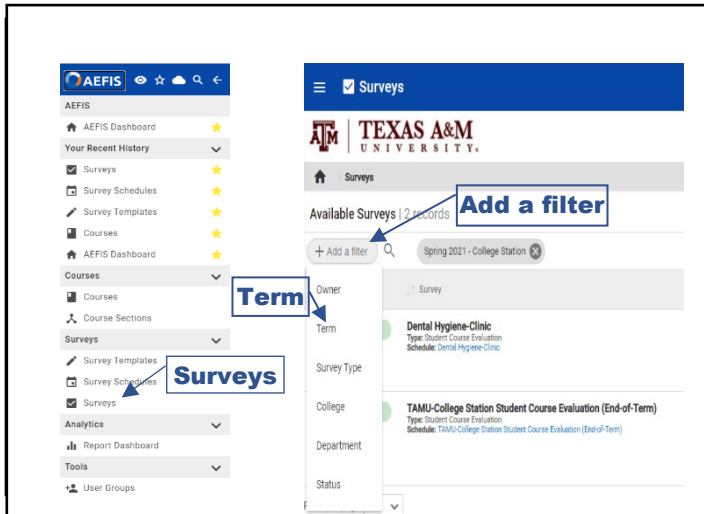 AEFIS
AEFIS
AEFIS Dashboard
Your Recent History
Surveys
Survey Schedules
Survey Templates
Courses
AEFIS Dashboard
Courses
Courses
Course Sections
Surveys
Survey Templates
Survey Schedules
Surveys
Surveys
Analytics
Report Dashboard
Tools
User Groups
Surveys
ATM
TEXAS A&M
UNIVERSITY®
/ Surveys
Available Surveys | 2 records
Add a filter
+ Add a filter
Spring 2021 - College Station
Owner
Survey
Term
Term
Survey Type
College
Department
Status
Dental Hygiene-Clinic
Type: Student Course Evaluation
Schedule: Dental Hygiene-Clinic
TAMU-College Station Student Course Evaluation (End-of-Term)
Type: Student Course Evaluation
Schedule: TAMU-College Station Student Course Evaluation (End-of-Term)